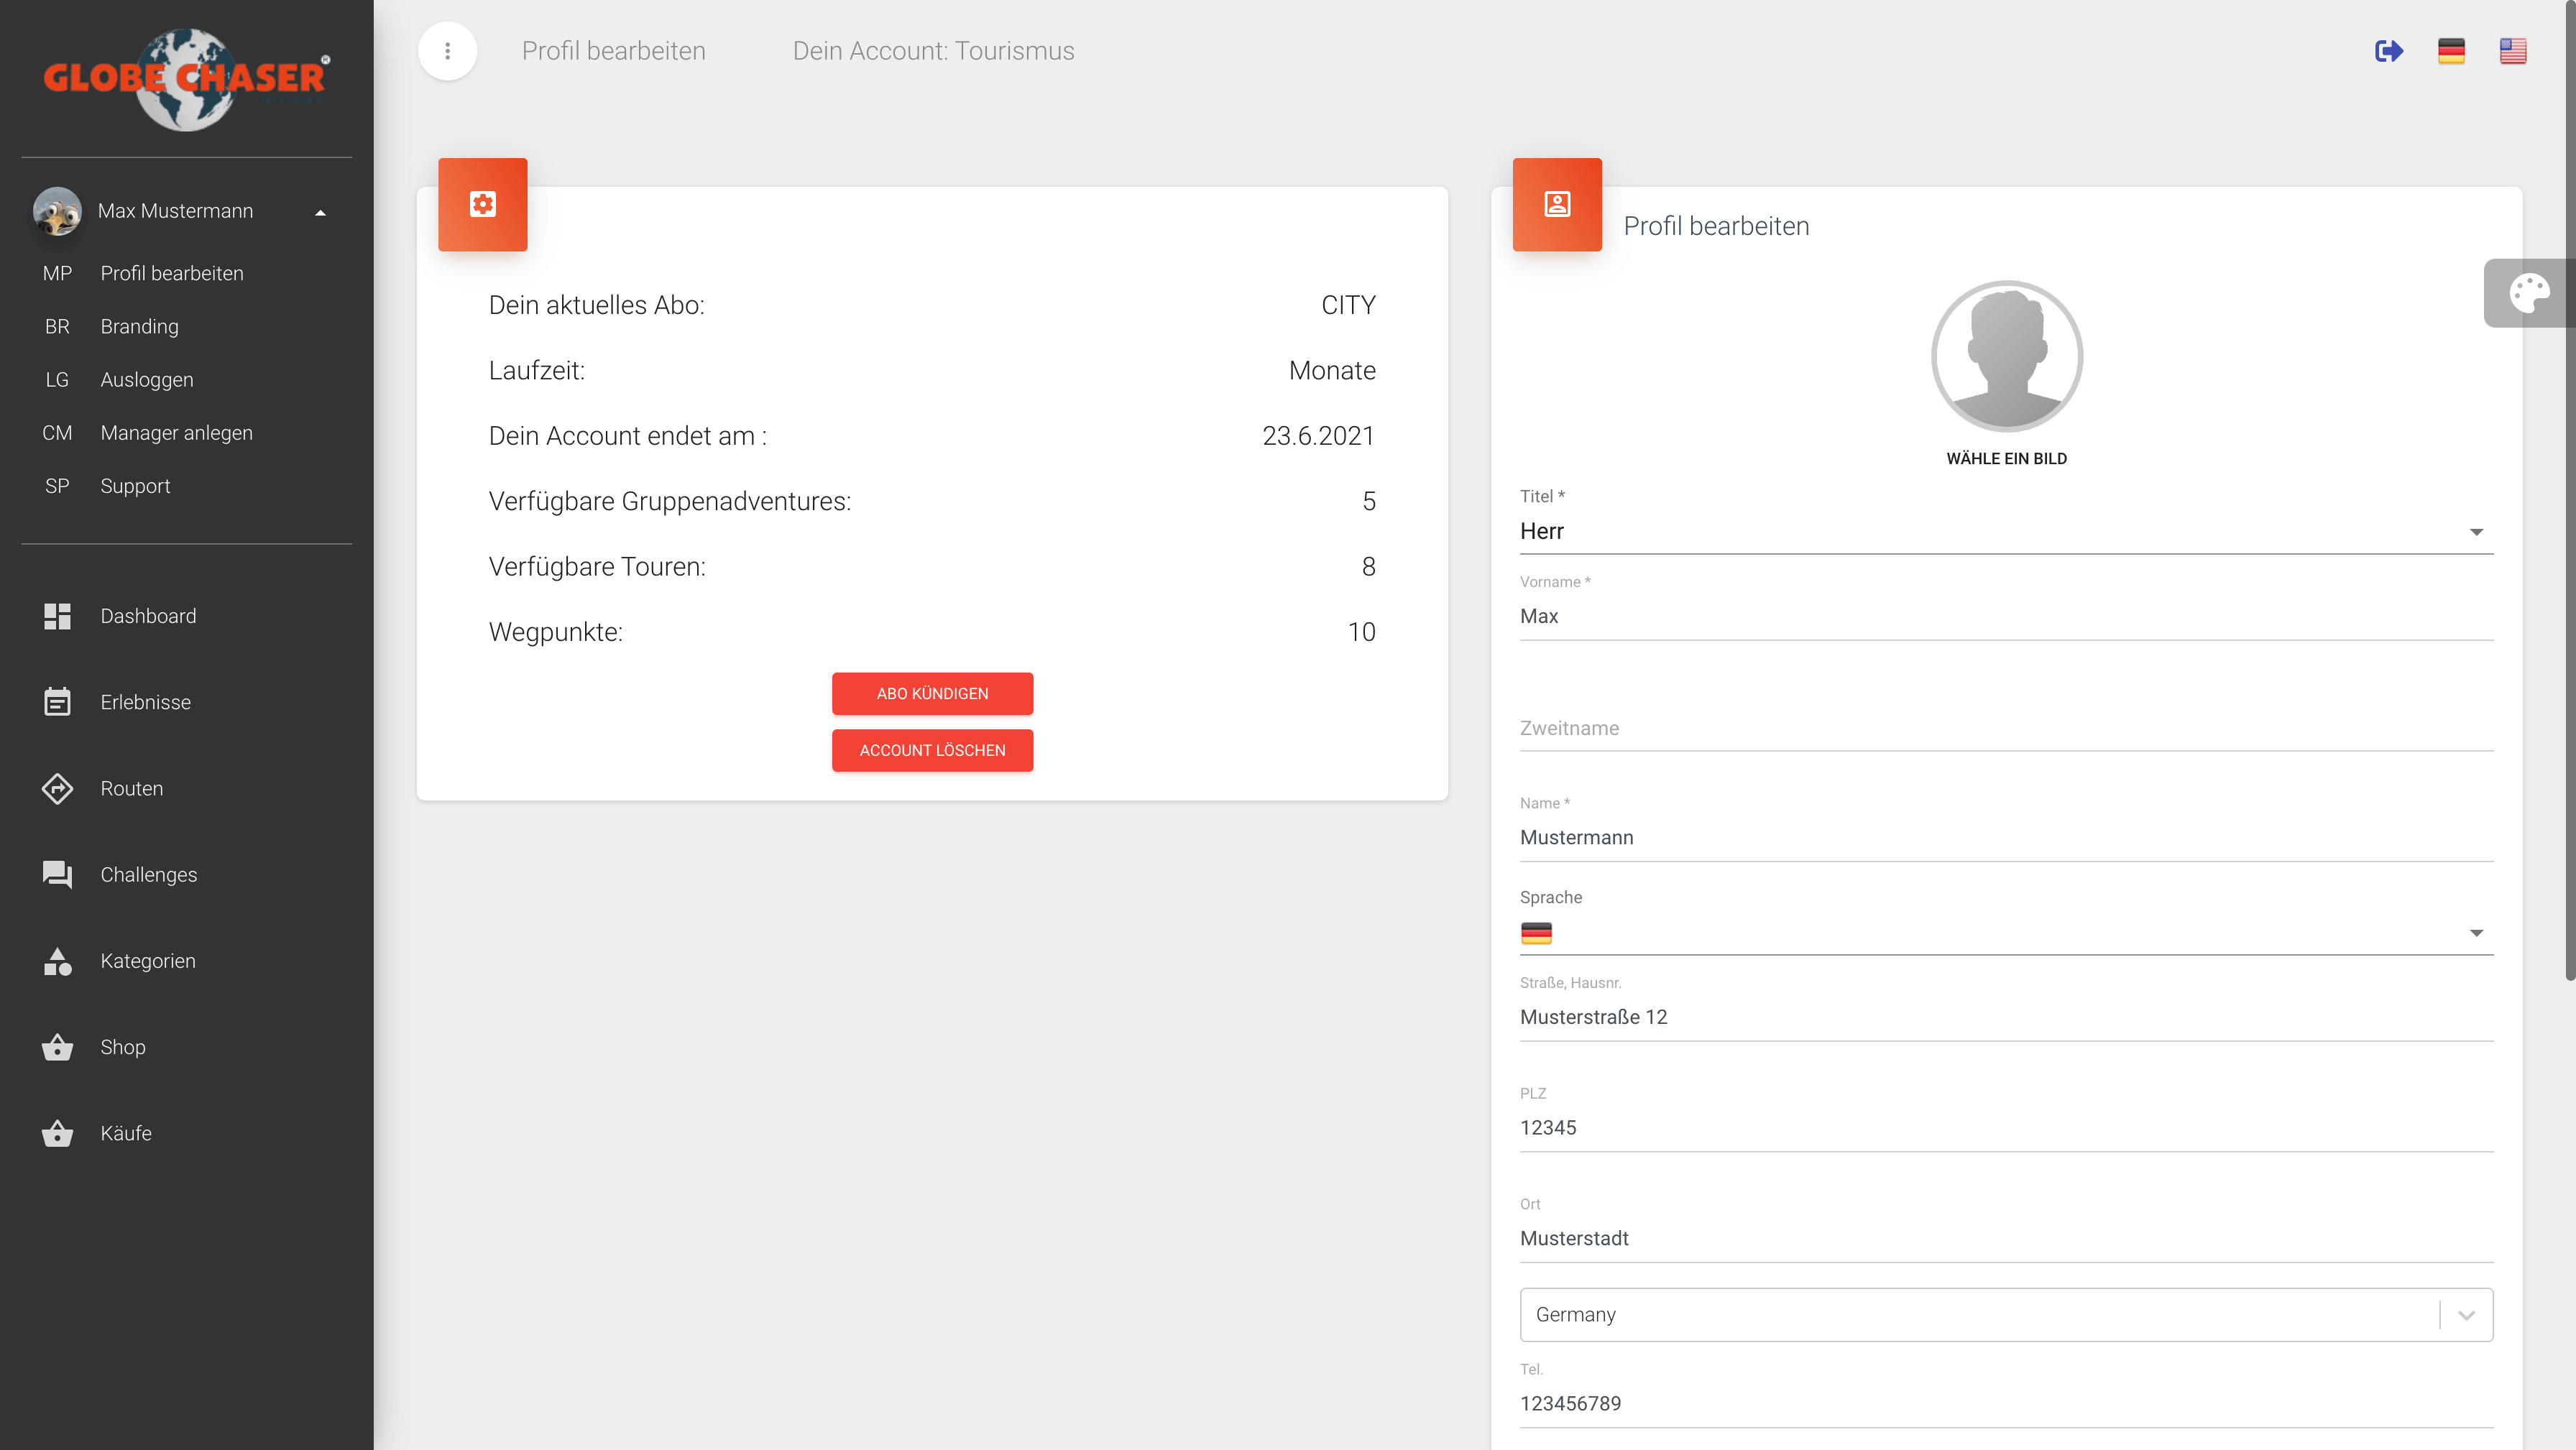 GLOBE CHASER®
Max Mustermann
MP Profil bearbeiten
BR Branding
LG Ausloggen
CM Manager anlegen
SP Support
Dashboard
Erlebnisse
Routen
Challenges
Kategorien
Shop
Käufe
Profil bearbeiten Dein Account: Tourismus
Dein aktuelles Abo: CITY
Laufzeit: Monate
Dein Account endet am : 23.6.2021
Verfügbare Gruppenadventures: 5
Verfügbare Touren: 8
Wegpunkte: 10
ABO KÜNDIGEN
ACCOUNT LÖSCHEN
Profil bearbeiten
WÄHLE EIN BILD
Titel *
Herr
Vorname *
Max
Zweitname
Name *
Mustermann
Sprache
Straße, Hausnr.
Musterstraße 12
PLZ
12345
Ort
Musterstadt
Germany
Tel.
123456789